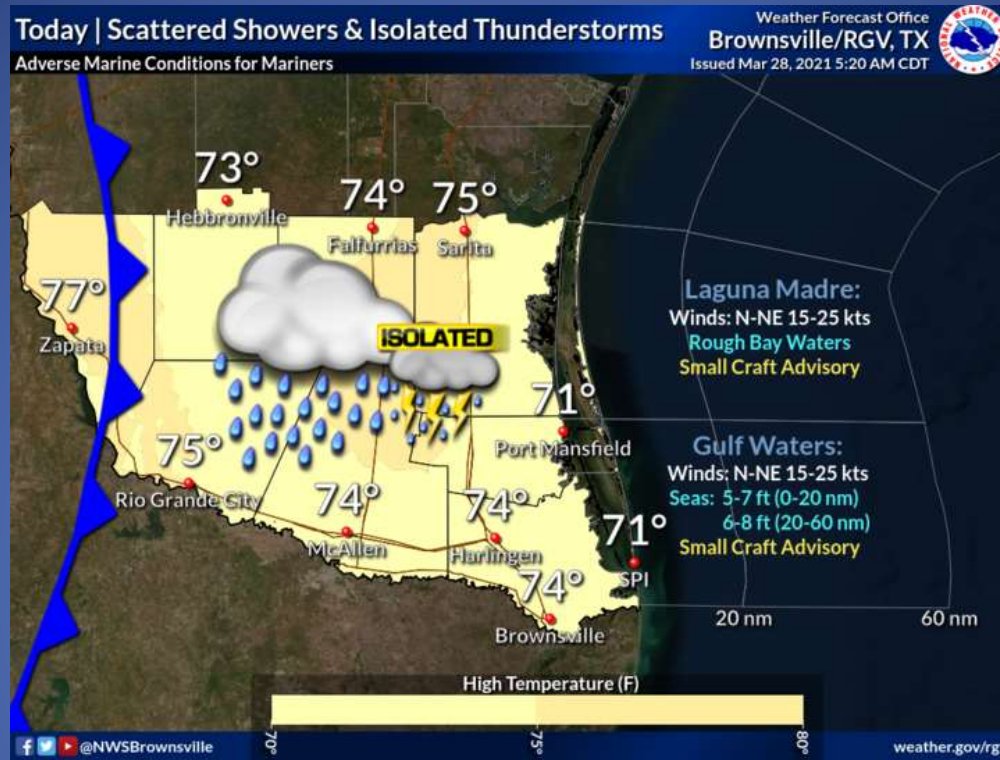 Today | Scattered Showers & Isolated Thunderstorms
Adverse Marine Conditions for Mariners
Weather Forecast Office
Brownsville/RGV, TX
Issued Mar 28, 2021 5:20 AM CDT
73°
Hebbronville
74°
Falfurrias
75°
Sarita
77°
Zapata
ISOLATED
Laguna Madre:
Winds: N-NE 15-25 kts
Rough Bay Waters
Small Craft Advisory
71°
Port Mansfield
Gulf Waters:
Winds: N-NE 15-25 kts
Seas: 5-7 ft (0-20 nm)
6-8 ft (20-60 nm)
Small Craft Advisory
75°
Rio Grande City
74°
McAllen
74°
Harlingen
71°
SPI
74°
Brownsville
20 nm
60 nm
High Temperature (F)
70°
75°
80°
@NWSBrownsville
weather.gov/rg